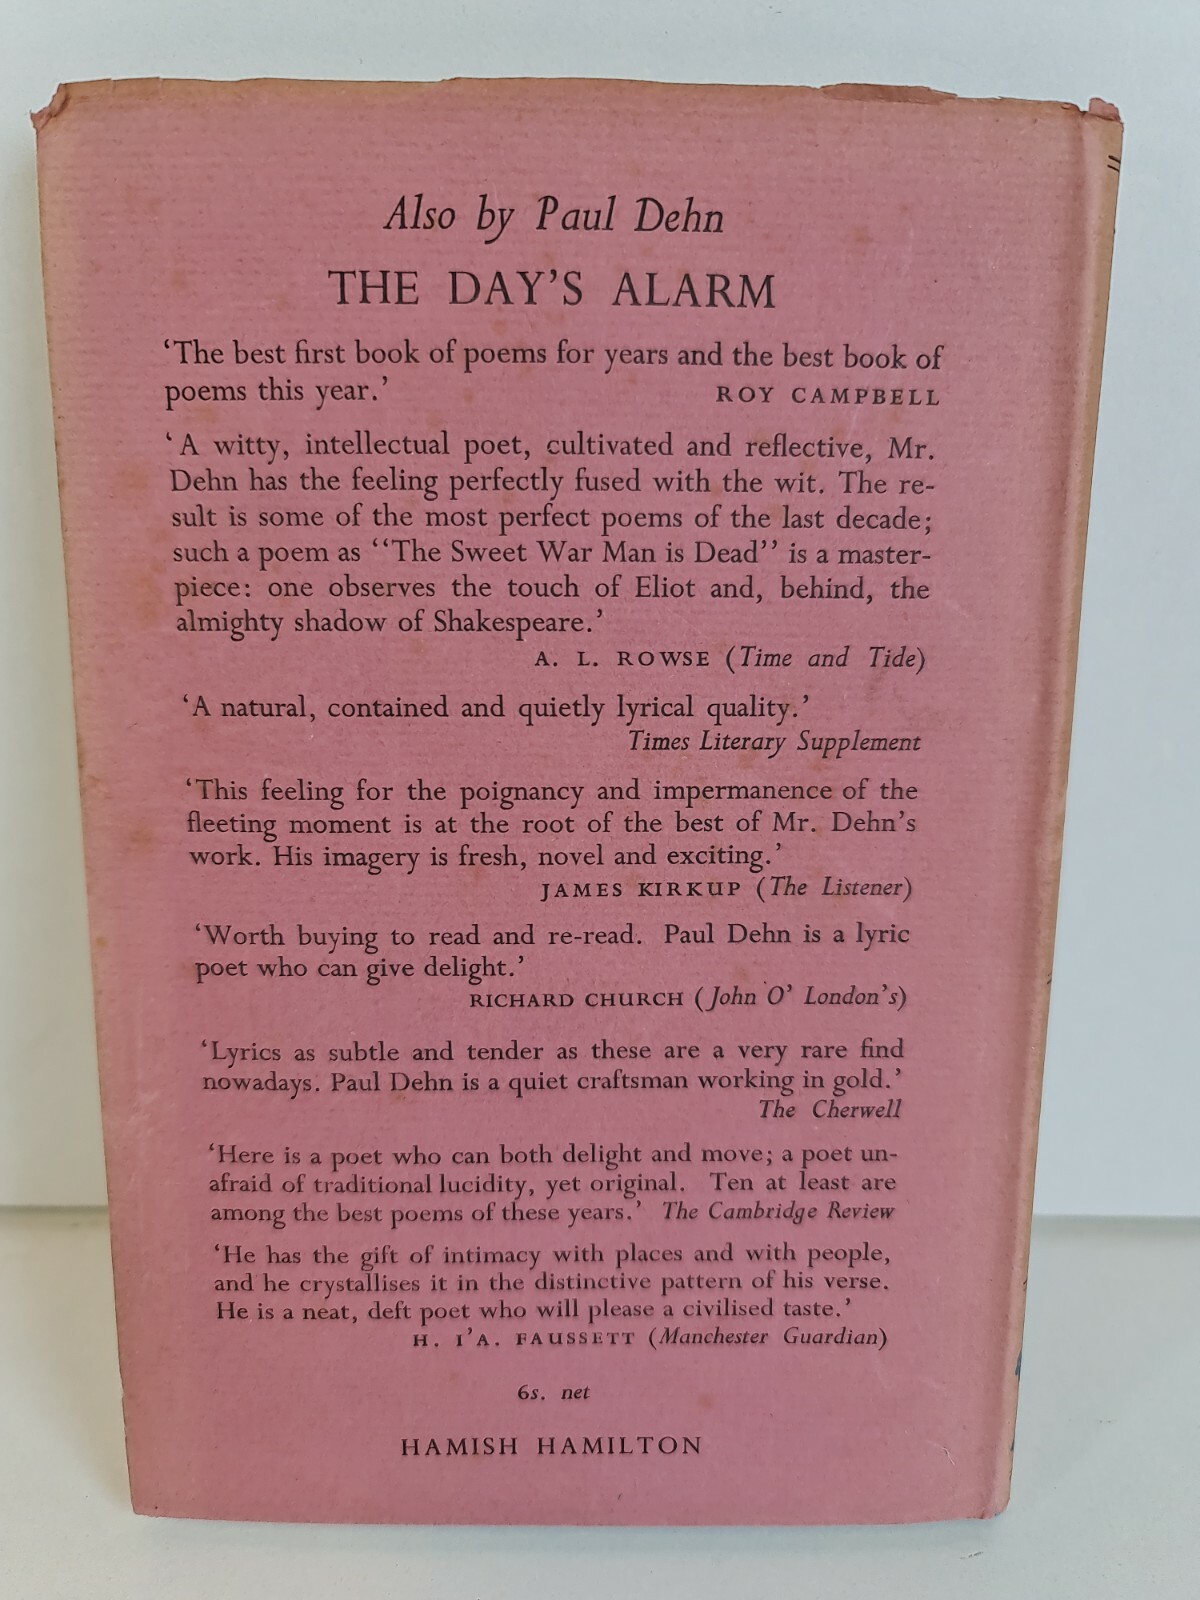 Also by Paul Dehn
THE DAY'S ALARM
‘The best first book of poems for years and the best book of
poems this year.’ ROY CAMPBELL
‘A witty, intellectual poet, cultivated and reflective, Mr.
Dehn has the feeling perfectly fused with the wit. The re-
sult is some of the most perfect poems of the last decade;
such a poem as “The Sweet War Man is Dead” is a master-
piece: one observes the touch of Eliot and, behind, the
almighty shadow of Shakespeare.’
A. L. ROWSE (Time and Tide)
‘A natural, contained and quietly lyrical quality.’
Times Literary Supplement
‘This feeling for the poignancy and impermanence of the
fleeting moment is at the root of the best of Mr. Dehn’s
work. His imagery is fresh, novel and exciting.’
JAMES KIRKUP (The Listener)
‘Worth buying to read and re-read. Paul Dehn is a lyric
poet who can give delight.’
RICHARD CHURCH (John O’ London’s)
‘Lyrics as subtle and tender as these are a very rare find
nowadays. Paul Dehn is a quiet craftsman working in gold.’
The Cherwell
‘Here is a poet who can both delight and move; a poet un-
afraid of traditional lucidity, yet original. Ten at least are
among the best poems of these years.’ The Cambridge Review
‘He has the gift of intimacy with places and with people,
and he crystallises it in the distinctive pattern of his verse.
He is a neat, deft poet who will please a civilised taste.’
H. I’A. FAUSSETT (Manchester Guardian)
6s. net
HAMISH HAMILTON